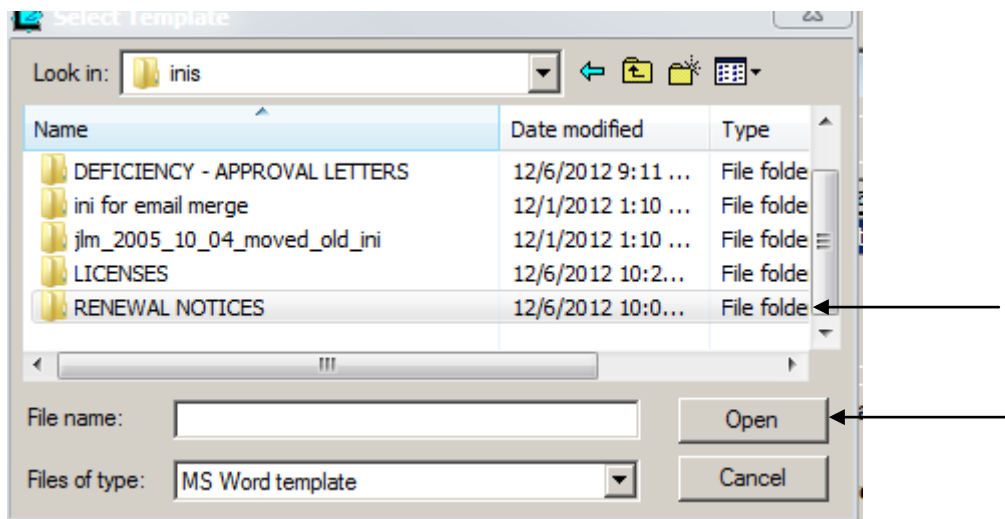 Select Template
Look in: inis
Name Date modified Type
DEFICIENCY - APPROVAL LETTERS 12/6/2012 9:11 ... File folde
ini for email merge 12/1/2012 1:10 ... File folde
jlm_2005_10_04_moved_old_ini 12/1/2012 1:10 ... File folde
LICENSES 12/6/2012 10:2... File folde
RENEWAL NOTICES 12/6/2012 10:0... File folde
File name: Open
Files of type: MS Word template Cancel